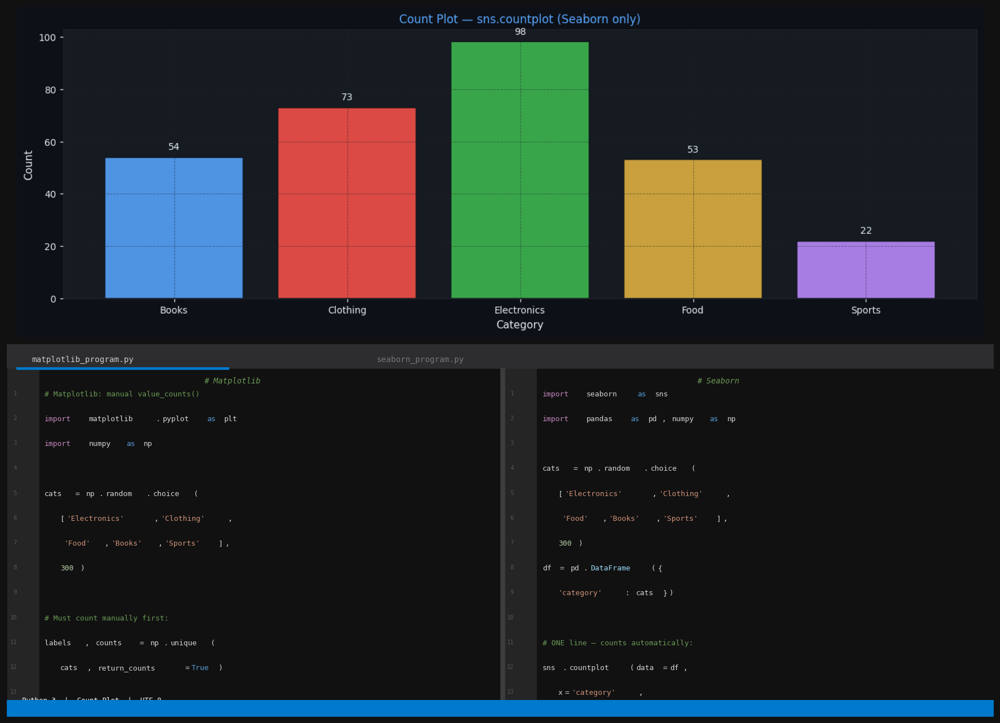 Count Plot — sns.countplot (Seaborn only)
98
100
80
73
60
54
53
40
22
20
0
Count
Books Clothing Electronics Food Sports
Category
matplotlib_program.py seaborn_program.py
# Matplotlib
1 # Matplotlib: manual value_counts()
2 import matplotlib .pyplot as plt
3 import numpy as np
4
5 cats = np .random .choice (
6 ['Electronics' ,'Clothing' ,
7 'Food' ,'Books' ,'Sports' ],
8 300 )
9
10 # Must count manually first:
11 labels , counts = np .unique (
12 cats , return_counts =True )
13
Python 3 | Count Plot | UTF-8
# Seaborn
1 import seaborn as sns
2 import pandas as pd , numpy as np
3
4 cats = np .random .choice (
5 ['Electronics' ,'Clothing' ,
6 'Food' ,'Books' ,'Sports' ],
7 300 )
8 df = pd .DataFrame ({
9 'category' : cats })
10
11 # ONE line — counts automatically:
12 sns .countplot (data =df ,
13 x ='category' ,